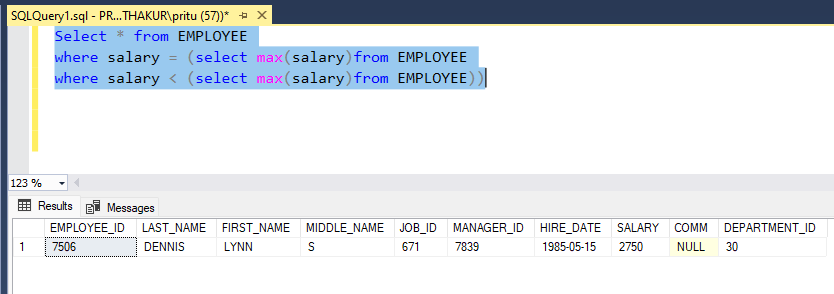 SQLQuery1.sql - PR...THAKUR\pritu (57))*
Select * from EMPLOYEE
where salary = (select max(salary)from EMPLOYEE
where salary < (select max(salary)from EMPLOYEE))
123 %
Results Messages
EMPLOYEE_ID LAST_NAME FIRST_NAME MIDDLE_NAME JOB_ID MANAGER_ID HIRE_DATE SALARY COMM DEPARTMENT_ID
1 7506 DENNIS LYNN S 671 7839 1985-05-15 2750 NULL 30